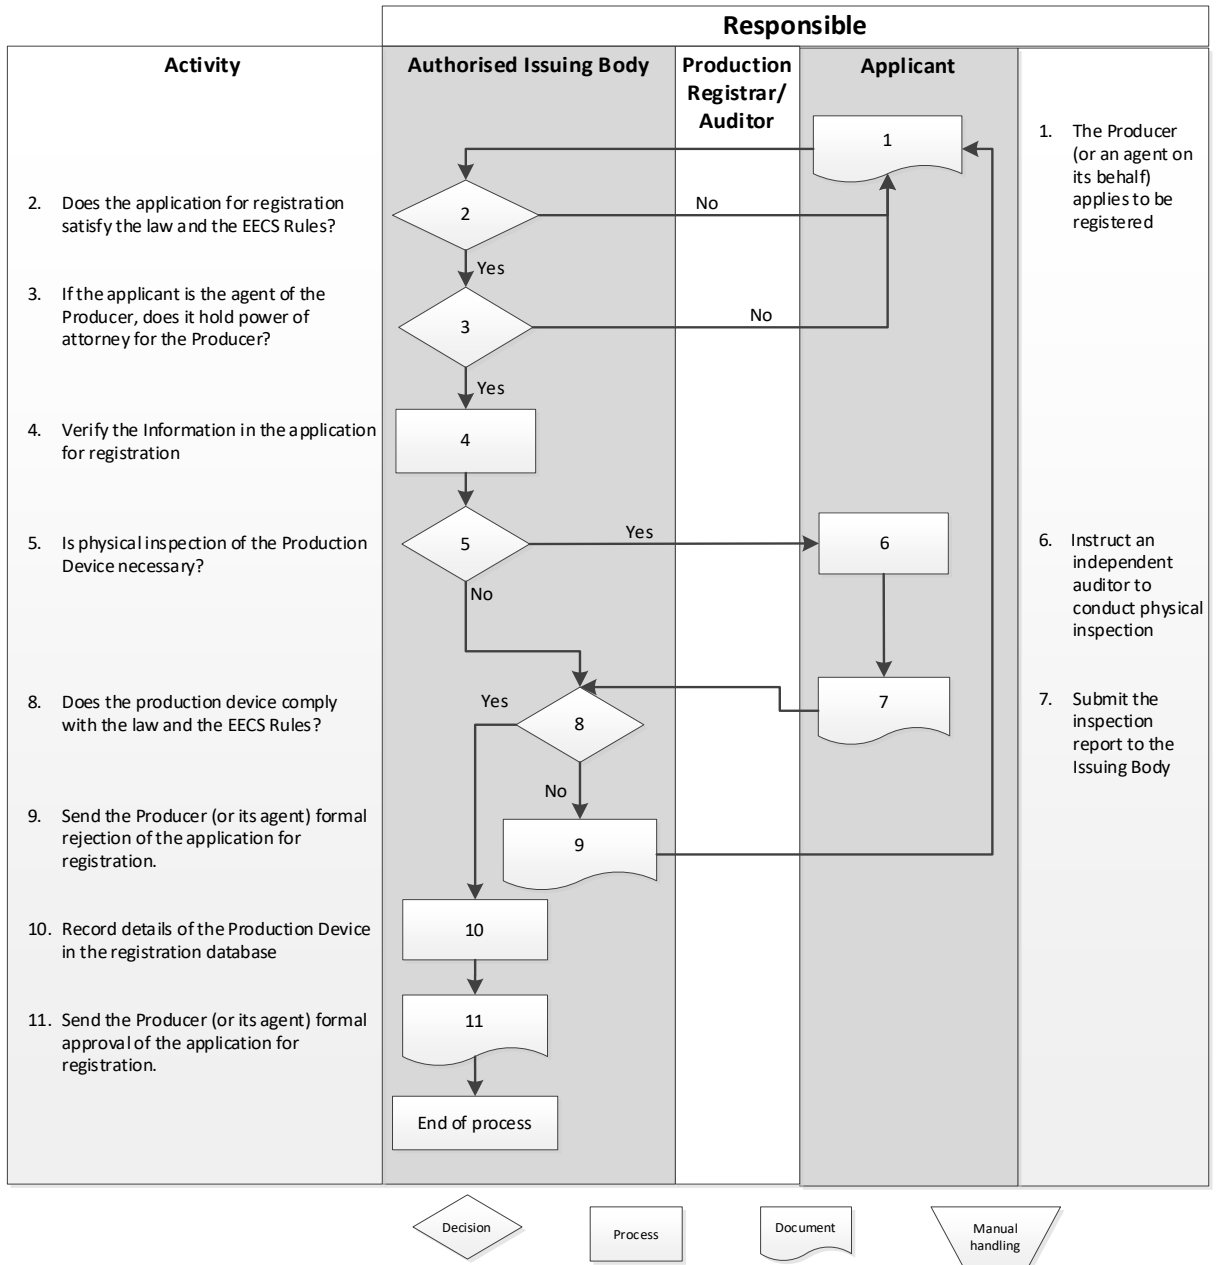 Responsible
Activity
Authorised Issuing Body
Production
Registrar/
Auditor
Applicant
1
1. The Producer
(or an agent on
its behalf)
applies to be
registered
2. Does the application for registration
satisfy the law and the EECS Rules?
2
No
Yes
3. If the applicant is the agent of the
Producer, does it hold power of
attorney for the Producer?
3
No
Yes
4. Verify the Information in the application
for registration
4
5. Is physical inspection of the Production
Device necessary?
5
Yes
No
6
6. Instruct an
independent
auditor to
conduct physical
inspection
8. Does the production device comply
with the law and the EECS Rules?
Yes
8
No
7
7. Submit the
inspection
report to the
Issuing Body
9. Send the Producer (or its agent) formal
rejection of the application for
registration.
9
10. Record details of the Production Device
in the registration database
10
11. Send the Producer (or its agent) formal
approval of the application for
registration.
11
End of process
Decision
Process
Document
Manual
handling